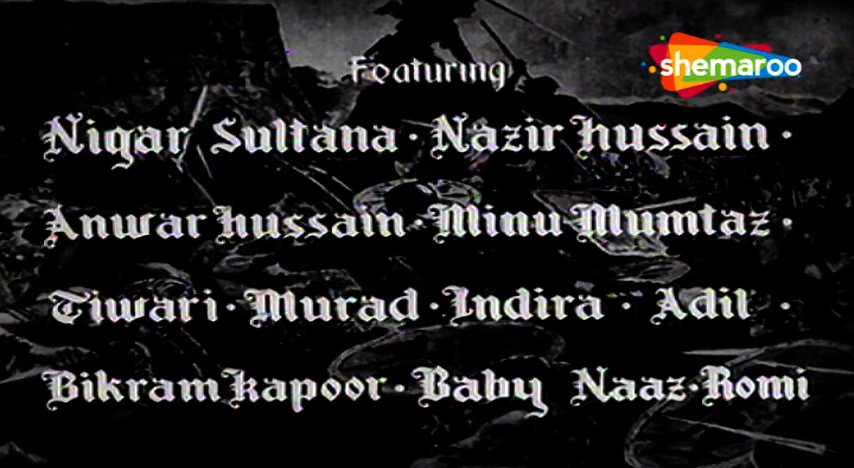 Featuring
shemaroo
Nigar Sultana · Nazir hussain ·
Anwar hussain · Minu Mumtaz ·
Tiwari · Murad · Indira · Adil ·
Bikram kapoor · Baby Naaz · Romi